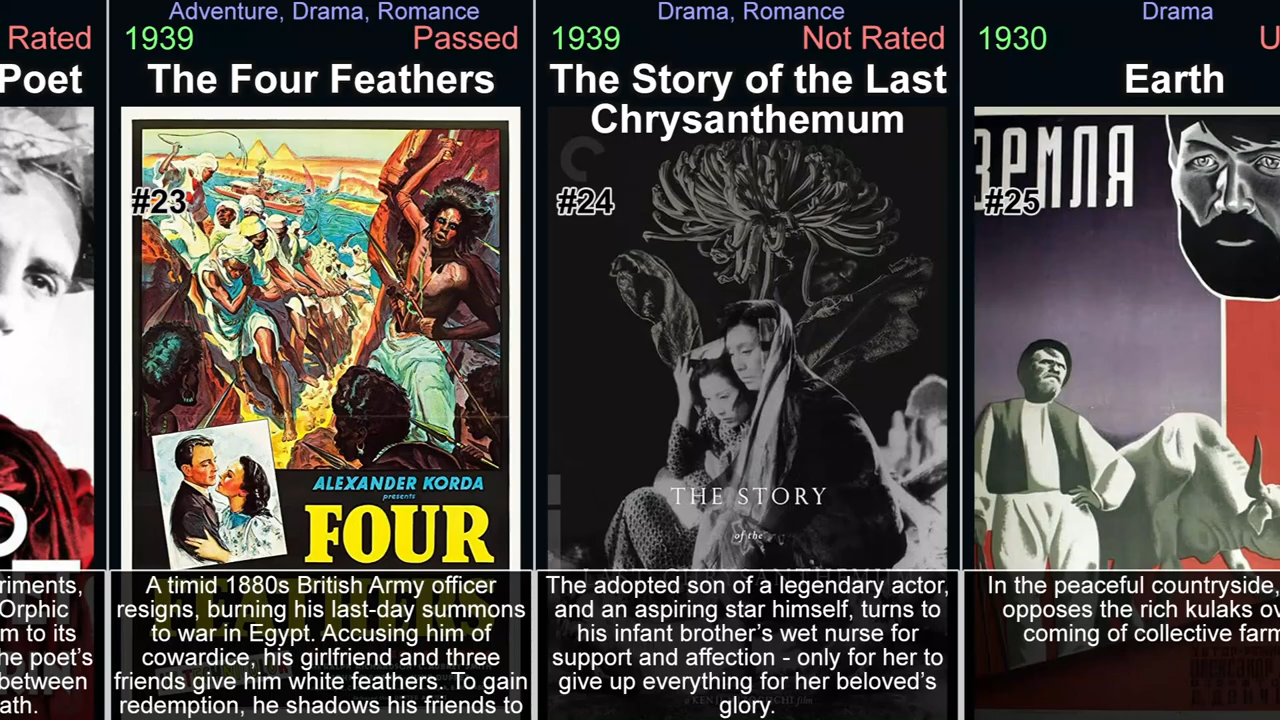 Rated
Poet
riments,
Orphic
m to its
he poet's
between
ath.
Adventure, Drama, Romance
1939
Passed
The Four Feathers
#23
ALEXANDER KORDA
presents
FOUR
A timid 1880s British Army officer
resigns, burning his last-day summons
to war in Egypt. Accusing him of
cowardice, his girlfriend and three
friends give him white feathers. To gain
redemption, he shadows his friends to
Drama, Romance
1939
Not Rated
The Story of the Last
Chrysanthemum
#24
THE STORY
of the
The adopted son of a legendary actor,
and an aspiring star himself, turns to
his infant brother's wet nurse for
support and affection - only for her to
give up everything for her beloved's
glory.
Drama
1930
U
Earth
ЗЕМЛЯ
#25
In the peaceful countryside,
opposes the rich kulaks ov
coming of collective farm